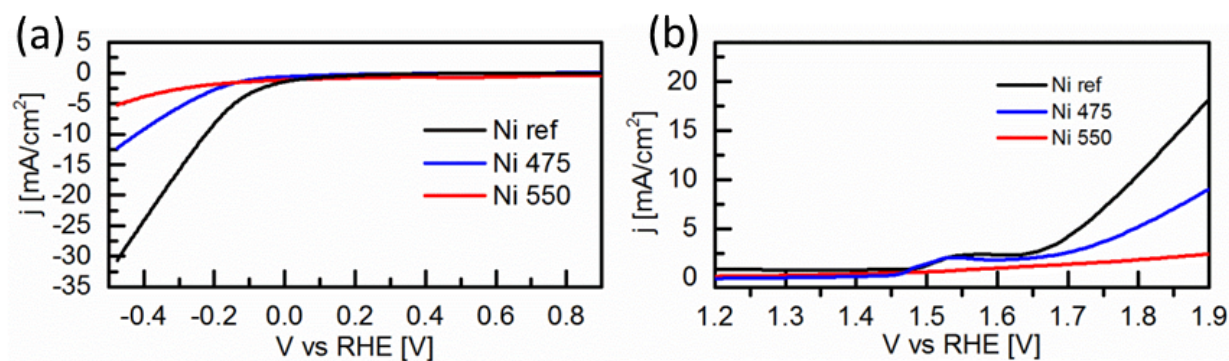 (a)
5
0
-5
-10
-15
-20
-25
-30
-35
j [mA/cm²]
Ni ref
Ni 475
Ni 550
-0.4 -0.2 0.0 0.2 0.4 0.6 0.8
V vs RHE [V]
(b)
20
15
10
5
0
j [mA/cm²]
Ni ref
Ni 475
Ni 550
1.2 1.3 1.4 1.5 1.6 1.7 1.8 1.9
V vs RHE [V]